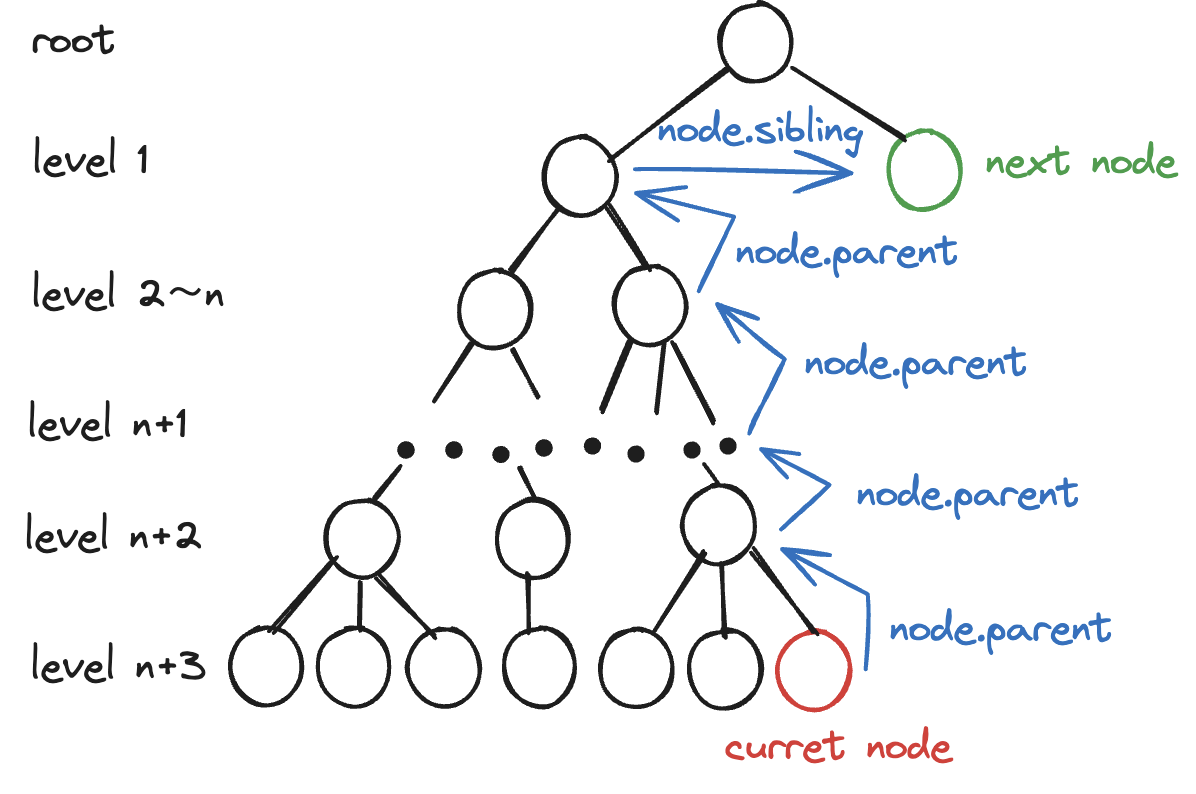 root
node.sibling
level 1
next node
node.parent
level 2~n
node.parent
level n+1
node.parent
level n+2
node.parent
level n+3
curret node